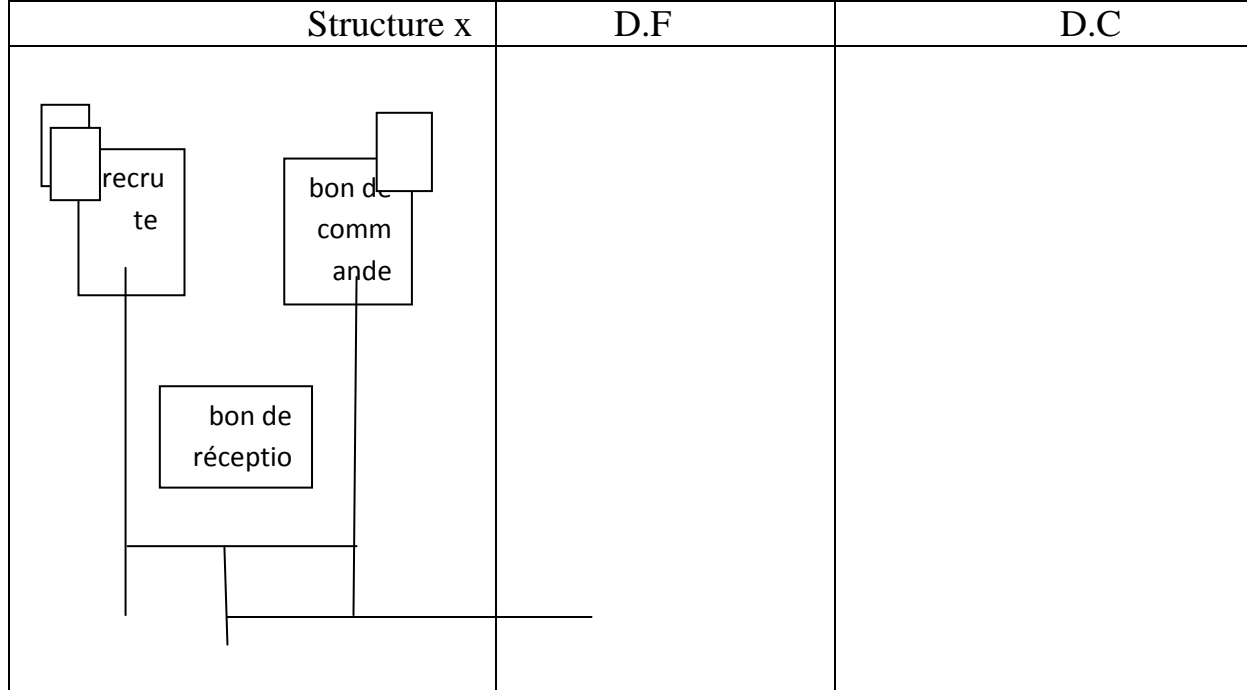 Structure x
D.F
D.C
recru
te
bon de
comm
ande
bon de
réceptio